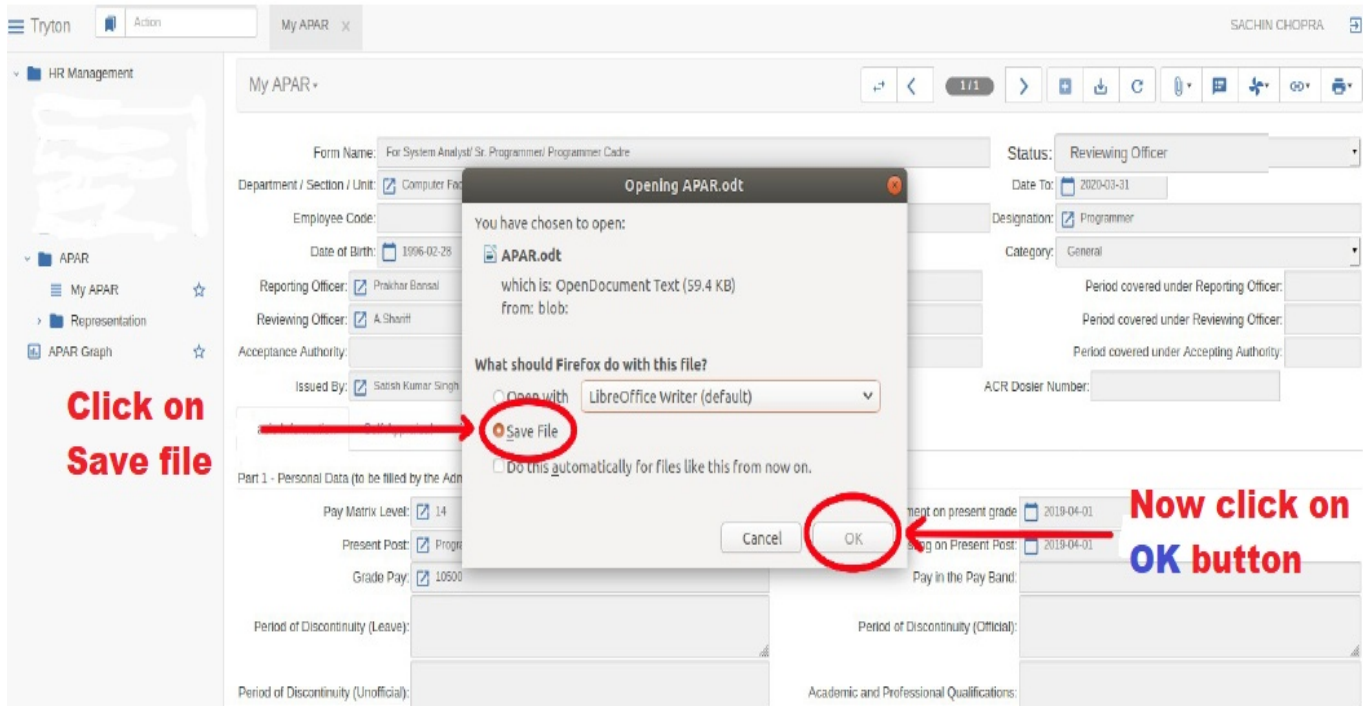 Tryton Action My APAR SACHIN CHOPRA
HR Management
My APAR 1/1
Form Name: For System Analyst/ Sr. Programmer/ Programmer Cadre Status: Reviewing Officer
Department / Section / Unit: Computer Fac Date To: 2020-03-31
Employee Code: Designation: Programmer
Date of Birth: 1996-02-28 Category: General
Reporting Officer: Prakhar Bansal Period covered under Reporting Officer:
Reviewing Officer: A.Shariff Period covered under Reviewing Officer:
Acceptance Authority: Period covered under Accepting Authority:
Issued By: Satish Kumar Singh ACR Dosier Number:
APAR
My APAR
Representation
APAR Graph
Opening APAR.odt
You have chosen to open:
APAR.odt
which is: OpenDocument Text (59.4 KB)
from: blob:
What should Firefox do with this file?
Open with LibreOffice Writer (default)
Save File
Do this automatically for files like this from now on.
Cancel OK
Click on
Save file
Now click on
OK button
Part 1 - Personal Data (to be filled by the Adm
Pay Matrix Level: 14 ment on present grade 2019-04-01
Present Post: Progra on Present Post: 2019-04-01
Grade Pay: 10500 Pay in the Pay Band:
Period of Discontinuity (Leave): Period of Discontinuity (Official):
Period of Discontinuity (Unofficial): Academic and Professional Qualifications: